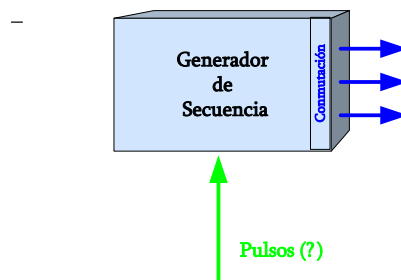 –
Generador
de
Secuencia
Conmutación
Pulsos (?)